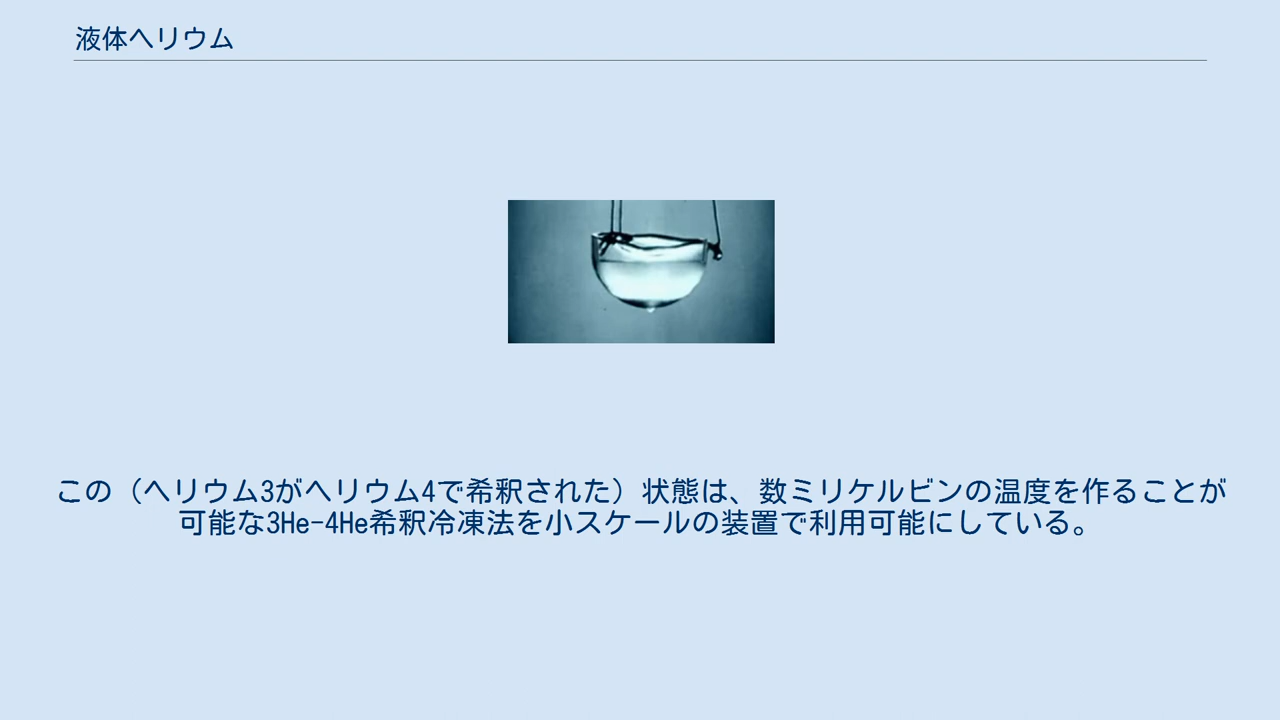 液体ヘリウム
この（ヘリウム3がヘリウム4で希釈された）状態は、数ミリケルビンの温度を作ることが
可能な3He-4He希釈冷凍法を小スケールの装置で利用可能にしている。